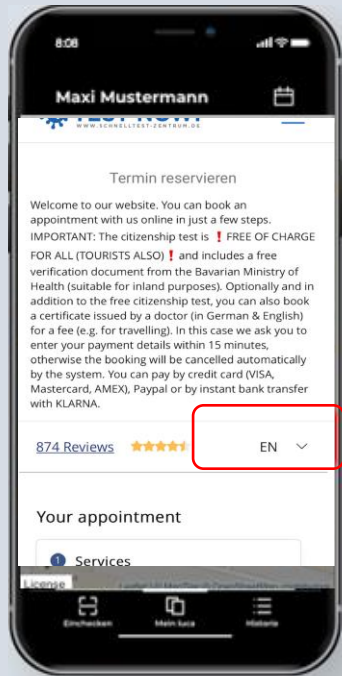 8:08
Maxi Mustermann
WWW.SCHNELLTEST-ZENTRUM.DE
Termin reservieren
Welcome to our website. You can book an
appointment with us online in just a few steps.
IMPORTANT: The citizenship test is ❗ FREE OF CHARGE
FOR ALL (TOURISTS ALSO) ❗ and includes a free
verification document from the Bavarian Ministry of
Health (suitable for inland purposes). Optionally and in
addition to the free citizenship test, you can also book
a certificate issued by a doctor (in German & English)
for a fee (e.g. for travelling). In this case we ask you to
enter your payment details within 15 minutes,
otherwise the booking will be cancelled automatically
by the system. You can pay by credit card (VISA,
Mastercard, AMEX), Paypal or by instant bank transfer
with KLARNA.
874 Reviews EN
Your appointment
1 Services
License
Einchecken Mein luca Historie